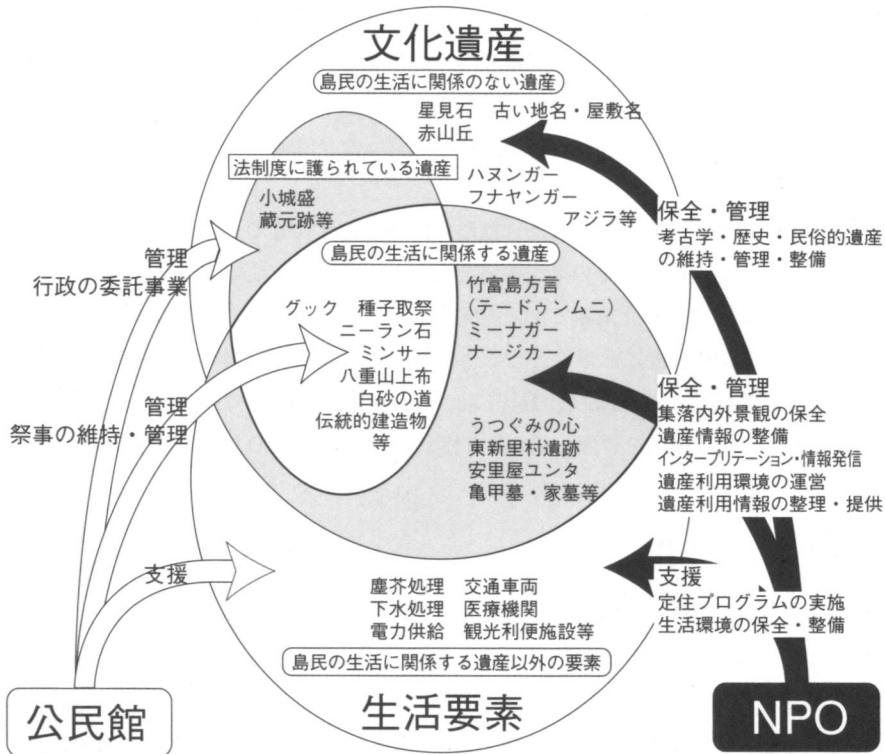 文化遺産
島民の生活に関係のない遺産
星見石　古い地名・屋敷名
赤山丘
法制度に護られている遺産
ハヌンガー
フナヤンガー
アジラ等
小城盛
蔵元跡等
保全・管理
考古学・歴史・民俗的遺産
の維持・管理・整備
管理
行政の委託事業
島民の生活に関係する遺産
竹富島方言
(テードゥンムニ)
ミーナガー
ナージカー
グック　種子取祭
ニーラン石
ミンサー
八重山上布
白砂の道
伝統的建造物
等
管理
祭事の維持・管理
うつぐみの心
東新里村遺跡
安里屋ユンタ
亀甲墓・家墓等
保全・管理
集落内外景観の保全
遺産情報の整備
インタープリテーション・情報発信
遺産利用環境の運営
遺産利用情報の整理・提供
支援
塵芥処理　交通車両
下水処理　医療機関
電力供給　観光利便施設等
支援
定住プログラムの実施
生活環境の保全・整備
島民の生活に関係する遺産以外の要素
生活要素
公民館
NPO